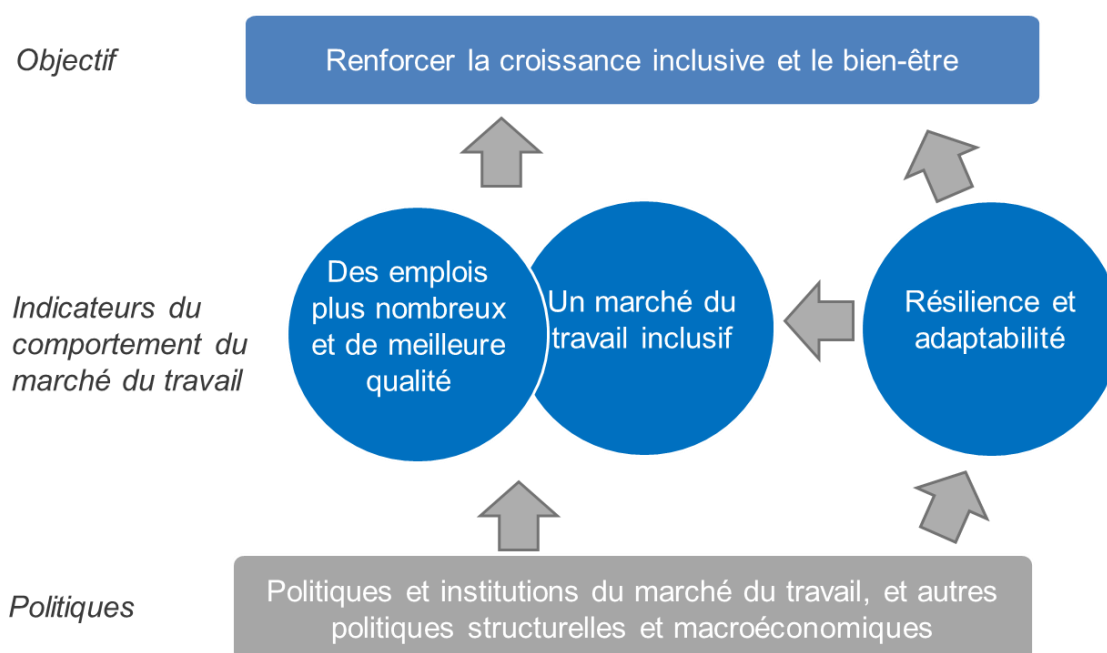 Objectif
Renforcer la croissance inclusive et le bien-être
Indicateurs du
comportement du
marché du travail
Des emplois
plus nombreux
et de meilleure
qualité
Un marché du
travail inclusif
Résilience et
adaptabilité
Politiques
Politiques et institutions du marché du travail, et autres
politiques structurelles et macroéconomiques